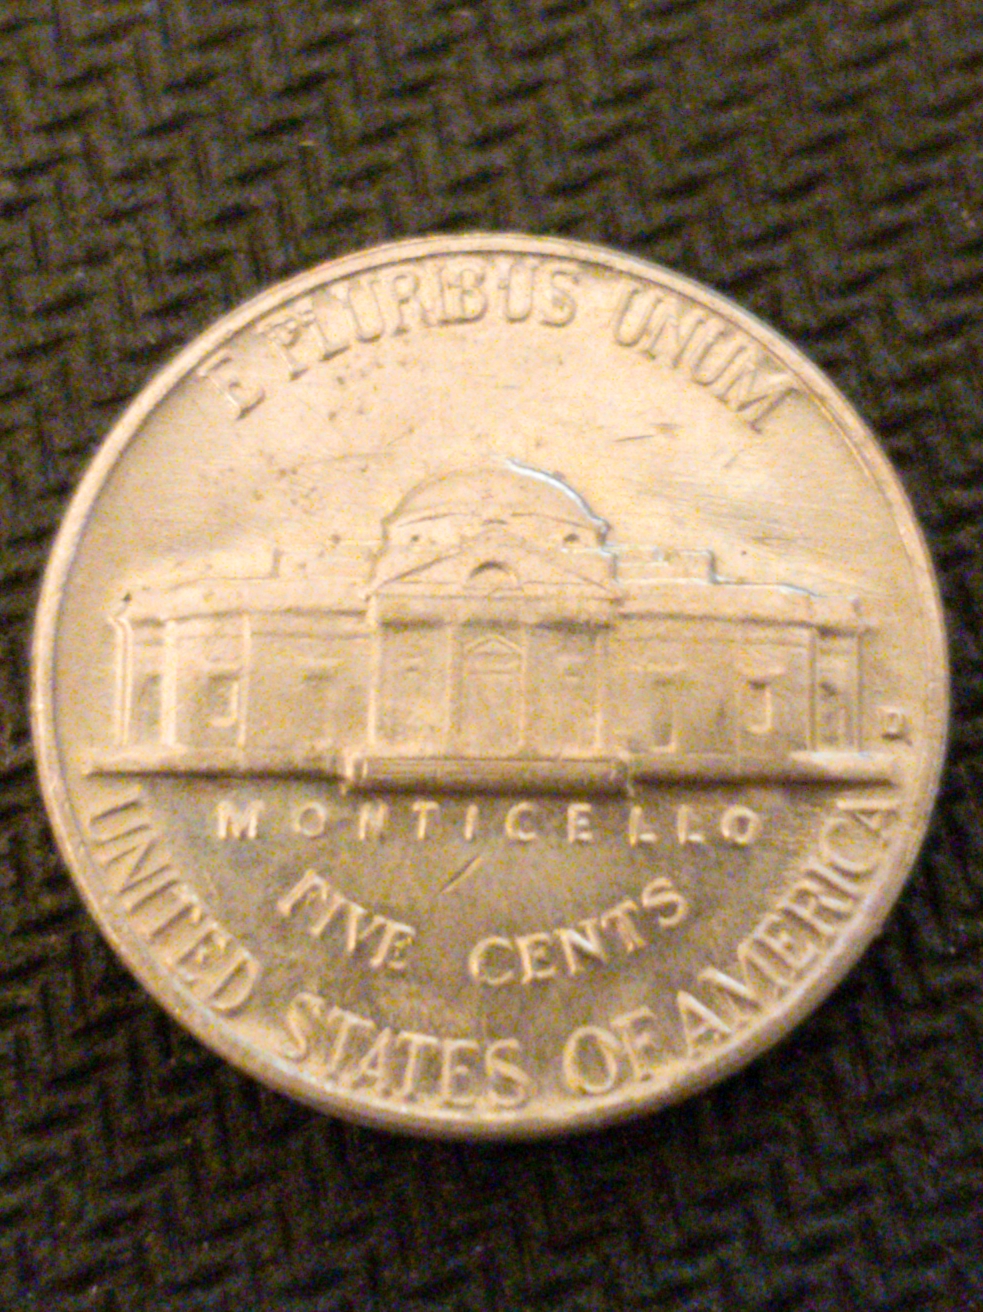 E PLURIBUS UNUM
D
MONTICELLO
FIVE CENTS
UNITED STATES OF AMERICA